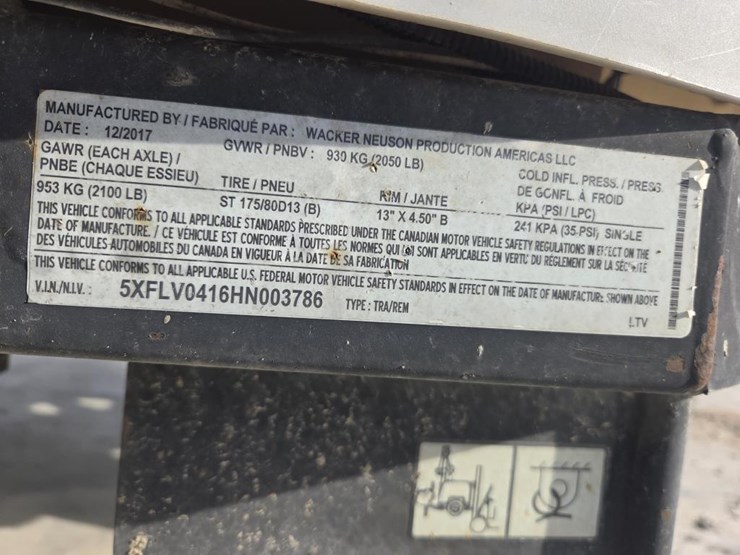 MANUFACTURED BY / FABRIQUÉ PAR : WACKER NEUSON PRODUCTION AMERICAS LLC
DATE : 12/2017 GVWR / PNBV : 930 KG (2050 LB)
GAWR (EACH AXLE) / COLD INFL. PRESS. / PRESS.
PNBE (CHAQUE ESSIEU) TIRE / PNEU RIM / JANTE DE GONFL. À FROID
KPA (PSI / LPC)
953 KG (2100 LB) ST 175/80D13 (B) 13" X 4.50" B 241 KPA (35 PSI) SINGLE
THIS VEHICLE CONFORMS TO ALL APPLICABLE STANDARDS PRESCRIBED UNDER THE CANADIAN MOTOR VEHICLE SAFETY REGULATIONS IN EFFECT ON THE
DATE OF MANUFACTURE. / CE VÉHICULE EST CONFORME À TOUTES LES NORMES QUI LUI SONT APPLICABLES EN VERTU DU RÈGLEMENT SUR LA SÉCURITÉ
DES VÉHICULES AUTOMOBILES DU CANADA EN VIGUEUR À LA DATE DE SA FABRICATION
THIS VEHICLE CONFORMS TO ALL APPLICABLE U.S. FEDERAL MOTOR VEHICLE SAFETY STANDARDS IN EFFECT ON THE DATE OF MANUFACTURE SHOWN ABOVE
V.I.N./N.I.V. : 5XFLV0416HN003786 TYPE : TRA/REM LTV